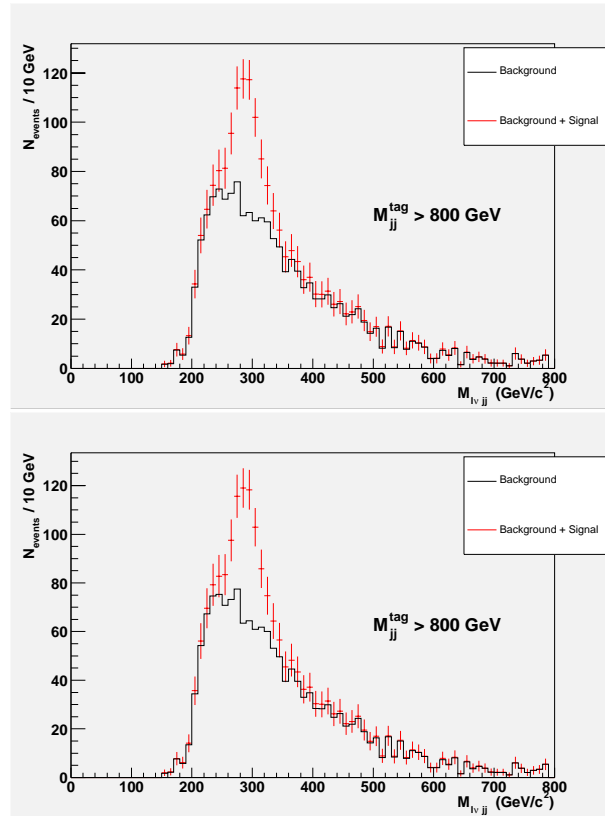 N_events / 10 GeV
120
100
80
60
40
20
0
Background
Background + Signal
M_jj^tag > 800 GeV
0 100 200 300 400 500 600 700 800
M_lν jj (GeV/c²)
N_events / 10 GeV
120
100
80
60
40
20
0
Background
Background + Signal
M_jj^tag > 800 GeV
0 100 200 300 400 500 600 700 800
M_lν jj (GeV/c²)